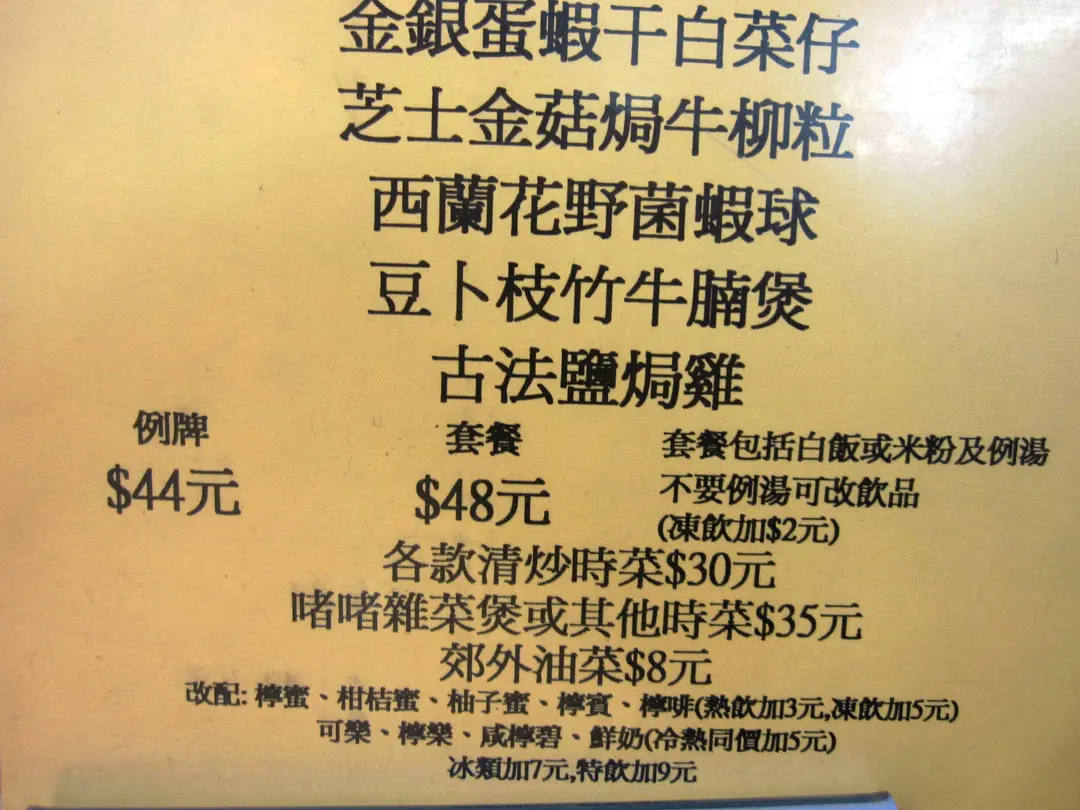 金銀蛋蝦干白菜仔
芝士金菇焗牛柳粒
西蘭花野菌蝦球
豆卜枝竹牛腩煲
古法鹽焗雞
例牌
$44元
套餐
$48元
套餐包括白飯或米粉及例湯
不要例湯可改飲品
(凍飲加$2元)
各款清炒時菜$30元
啫啫雜菜煲或其他時菜$35元
郊外油菜$8元
改配: 檸蜜、柑桔蜜、柚子蜜、檸賓、檸啡(熱飲加3元,凍飲加5元)
可樂、檸樂、咸檸碧、鮮奶(冷熱同價加5元)
冰類加7元,特飲加9元